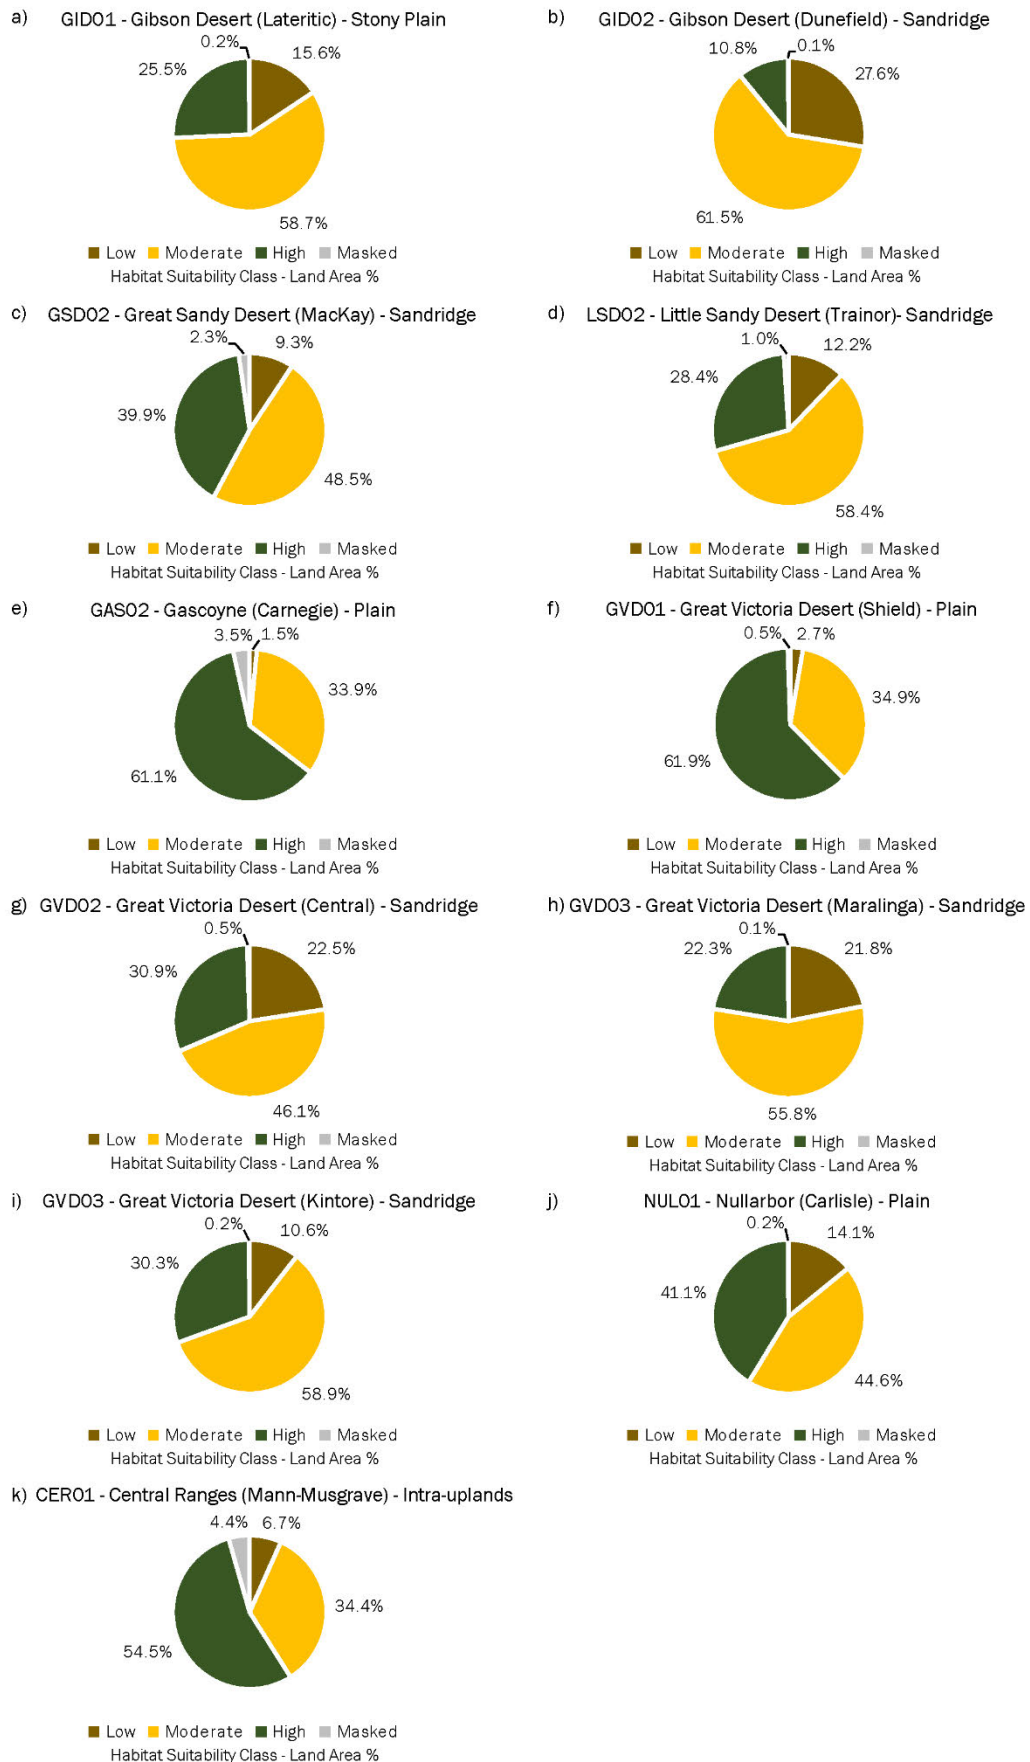 a) GID01 - Gibson Desert (Lateritic) - Stony Plain
0.2%
15.6%
25.5%
58.7%
Low Moderate High Masked
Habitat Suitability Class - Land Area %
b) GID02 - Gibson Desert (Dunefield) - Sandridge
10.8%
0.1%
27.6%
61.5%
Low Moderate High Masked
Habitat Suitability Class - Land Area %
c) GSD02 - Great Sandy Desert (MacKay) - Sandridge
2.3%
9.3%
39.9%
48.5%
Low Moderate High Masked
Habitat Suitability Class - Land Area %
d) LSD02 - Little Sandy Desert (Trainor)- Sandridge
1.0%
12.2%
28.4%
58.4%
Low Moderate High Masked
Habitat Suitability Class - Land Area %
e) GAS02 - Gascoyne (Carnegie) - Plain
3.5%
1.5%
33.9%
61.1%
Low Moderate High Masked
Habitat Suitability Class - Land Area %
f) GVD01 - Great Victoria Desert (Shield) - Plain
0.5%
2.7%
34.9%
61.9%
Low Moderate High Masked
Habitat Suitability Class - Land Area %
g) GVD02 - Great Victoria Desert (Central) - Sandridge
0.5%
22.5%
30.9%
46.1%
Low Moderate High Masked
Habitat Suitability Class - Land Area %
h) GVD03 - Great Victoria Desert (Maralinga) - Sandridge
0.1%
22.3%
21.8%
55.8%
Low Moderate High Masked
Habitat Suitability Class - Land Area %
i) GVD03 - Great Victoria Desert (Kintore) - Sandridge
0.2%
10.6%
30.3%
58.9%
Low Moderate High Masked
Habitat Suitability Class - Land Area %
j) NUL01 - Nullarbor (Carlisle) - Plain
0.2%
14.1%
41.1%
44.6%
Low Moderate High Masked
Habitat Suitability Class - Land Area %
k) CER01 - Central Ranges (Mann-Musgrave) - Intra-uplands
4.4%
6.7%
34.4%
54.5%
Low Moderate High Masked
Habitat Suitability Class - Land Area %